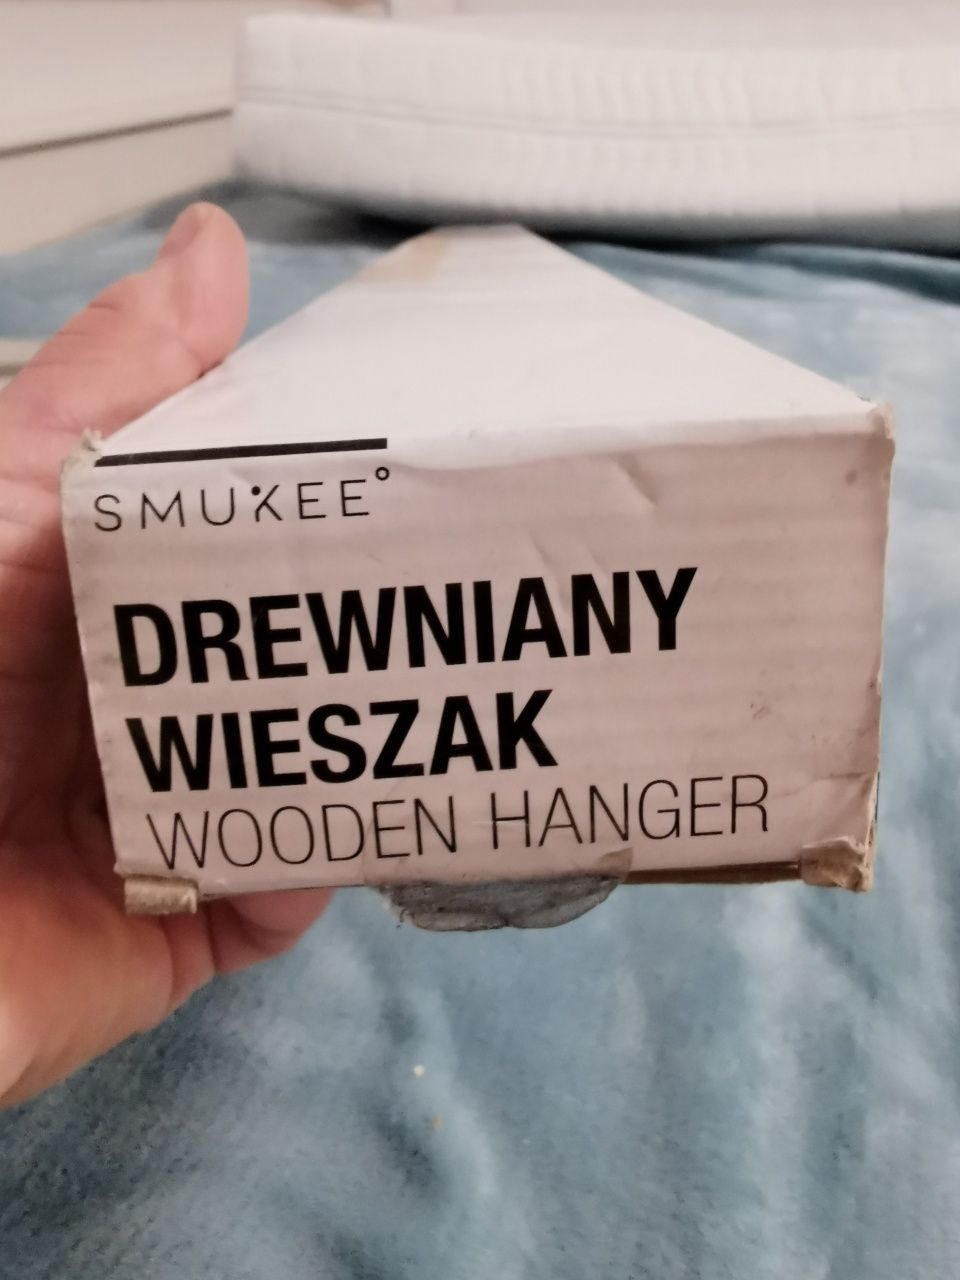 SMUKEE°
DREWNIANY
WIESZAK
WOODEN HANGER